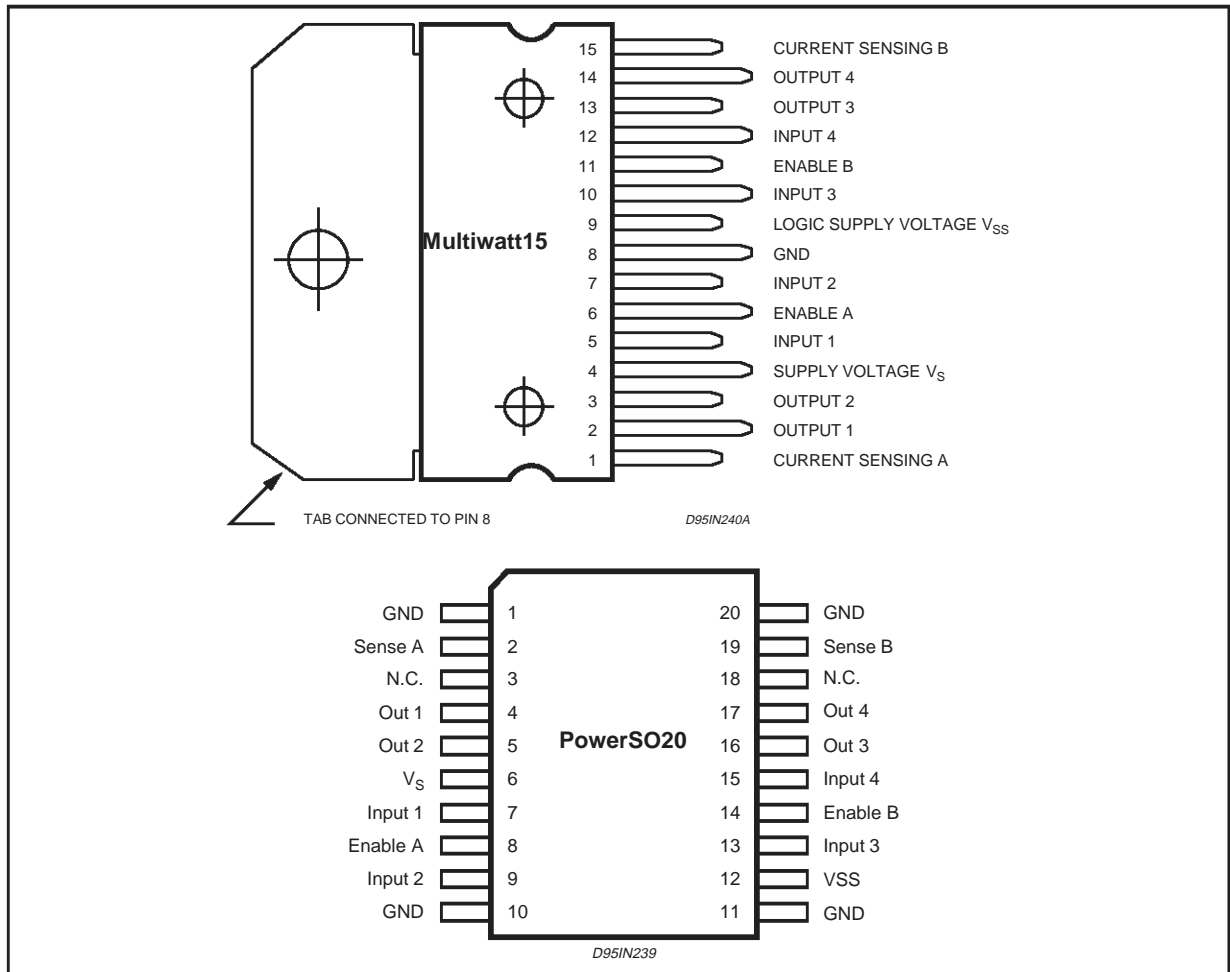 15 CURRENT SENSING B
14 OUTPUT 4
13 OUTPUT 3
12 INPUT 4
11 ENABLE B
10 INPUT 3
9 LOGIC SUPPLY VOLTAGE VSS
Multiwatt15
8 GND
7 INPUT 2
6 ENABLE A
5 INPUT 1
4 SUPPLY VOLTAGE VS
3 OUTPUT 2
2 OUTPUT 1
1 CURRENT SENSING A
TAB CONNECTED TO PIN 8
D95IN240A
GND 1 20 GND
Sense A 2 19 Sense B
N.C. 3 18 N.C.
Out 1 4 17 Out 4
PowerSO20
Out 2 5 16 Out 3
VS 6 15 Input 4
Input 1 7 14 Enable B
Enable A 8 13 Input 3
Input 2 9 12 VSS
GND 10 11 GND
D95IN239